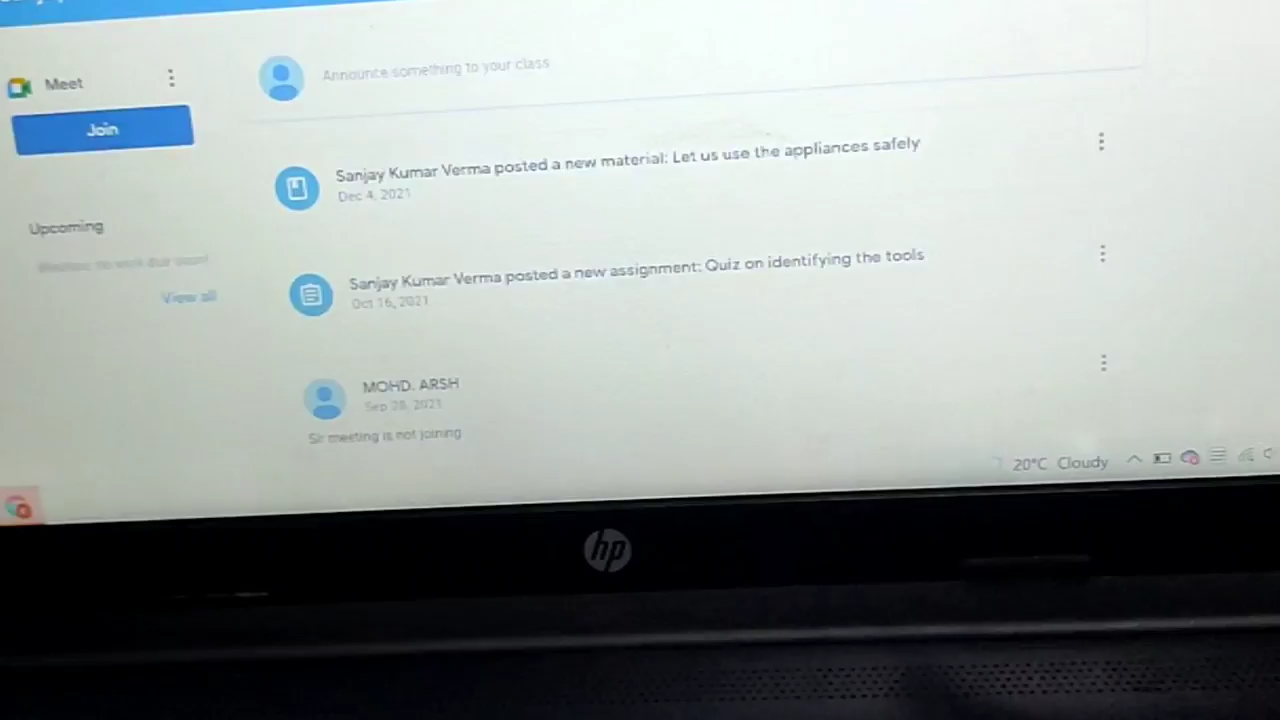 Meet
Join
Announce something to your class
Sanjay Kumar Verma posted a new material: Let us use the appliances safely
Dec 4, 2021
Upcoming
View all
Sanjay Kumar Verma posted a new assignment: Quiz on identifying the tools
Oct 16, 2021
MOHD. ARSH
Sep 28, 2021
Sir meeting is not joining
20°C Cloudy
hp